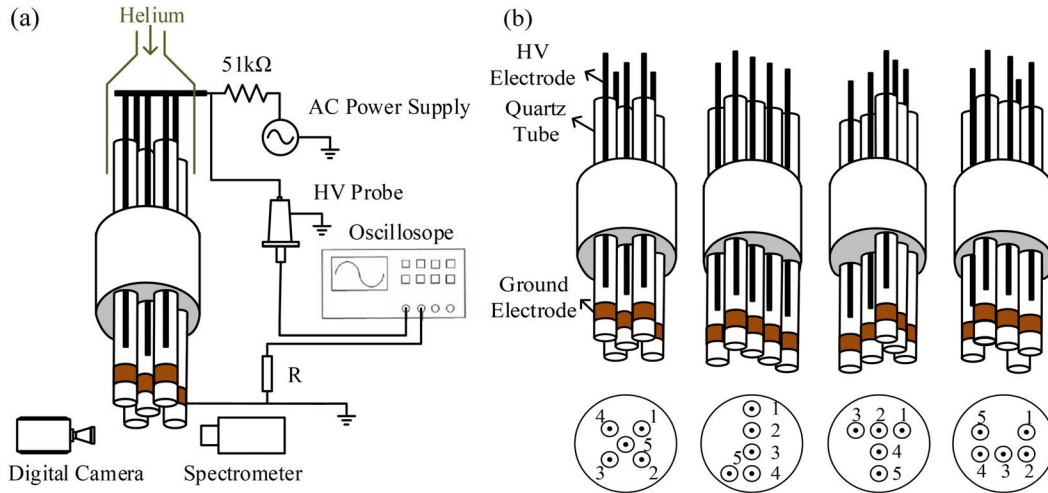 (a)
Helium
51kΩ
AC Power Supply
HV Probe
Oscillosope
R
Digital Camera
Spectrometer
(b)
HV
Electrode
Quartz
Tube
Ground
Electrode
4 1
5
3 2
1
2
3
5 4
3 2 1
4
5
5 1
4 3 2